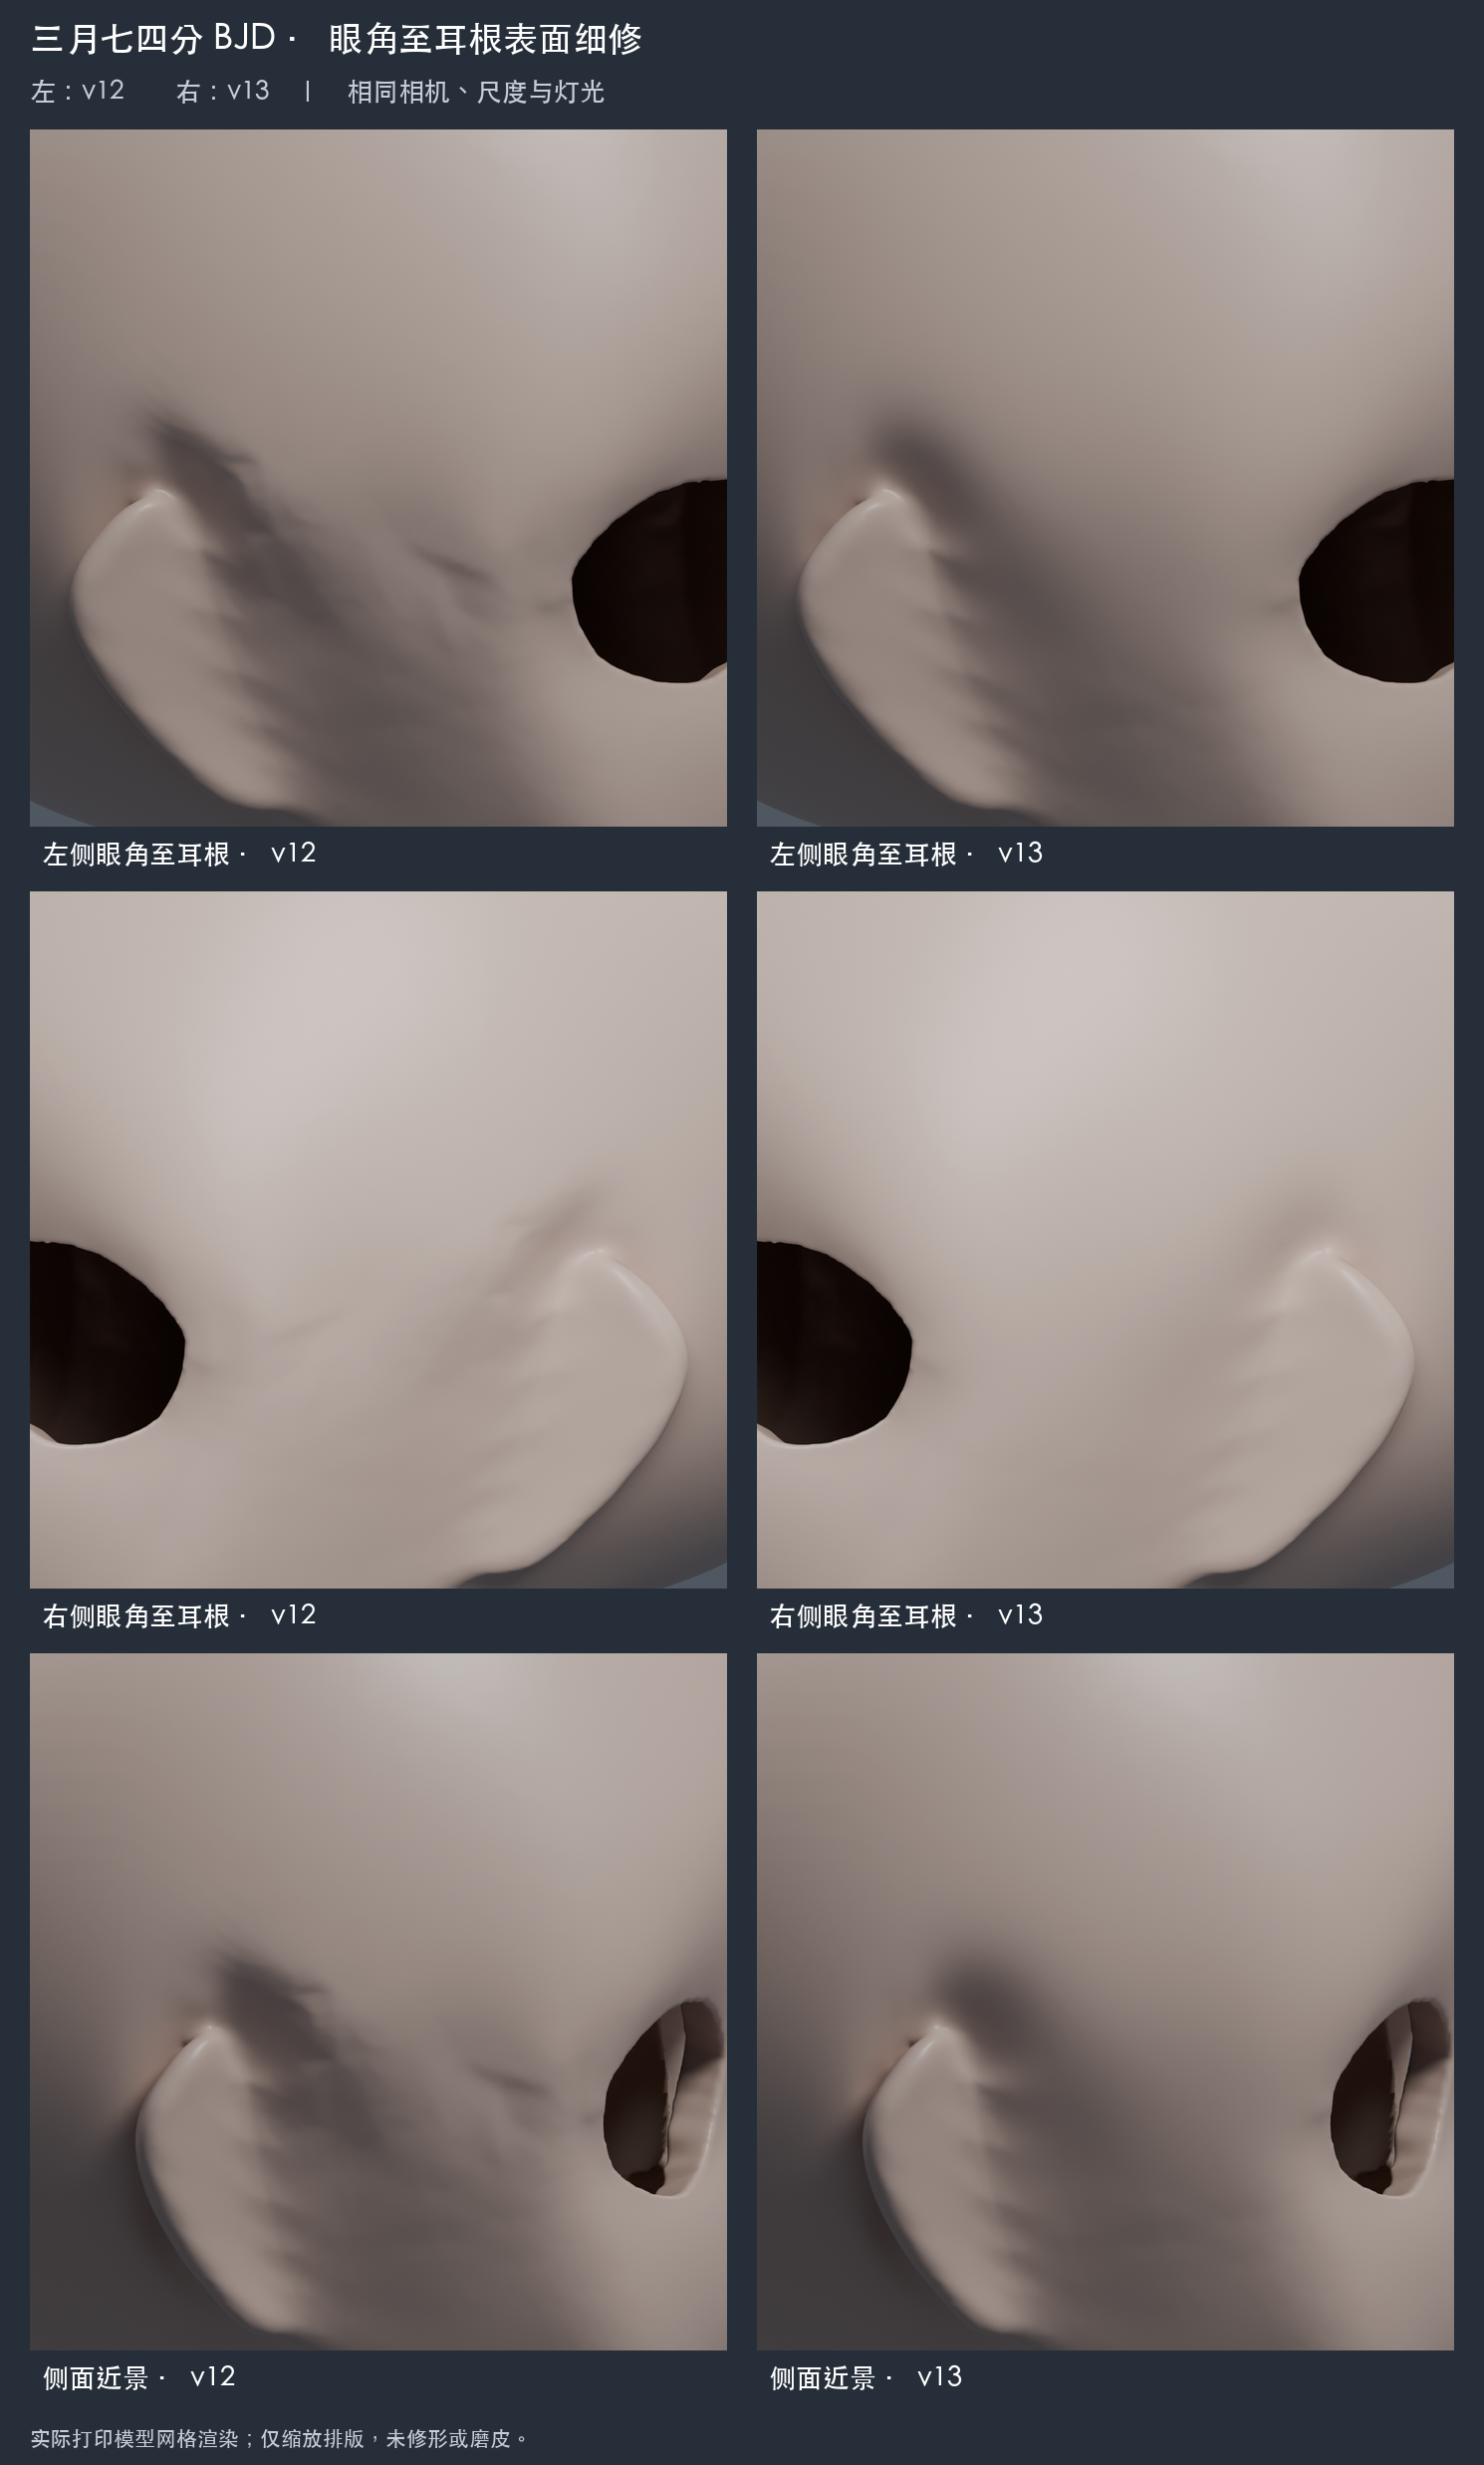 三月七四分 BJD · 眼角至耳根表面细修
左：v12 右：v13 | 相同相机、尺度与灯光
左侧眼角至耳根 · v12
左侧眼角至耳根 · v13
右侧眼角至耳根 · v12
右侧眼角至耳根 · v13
侧面近景 · v12
侧面近景 · v13
实际打印模型网格渲染；仅缩放排版，未修形或磨皮。